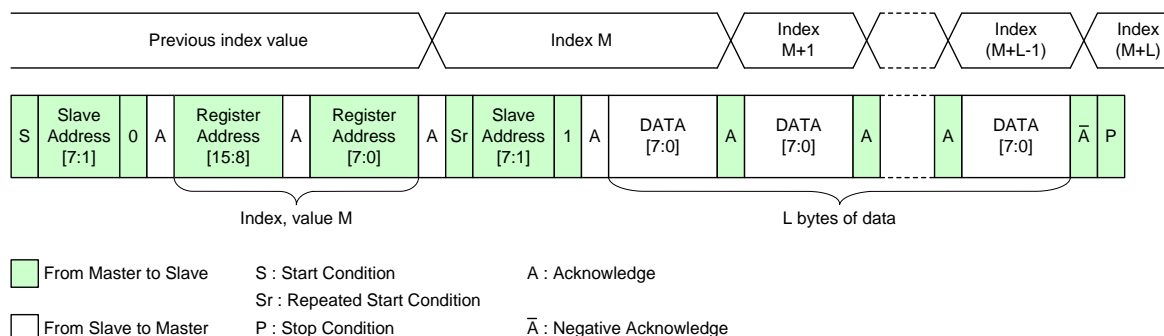 Previous index value
Index M
Index
M+1
Index
(M+L-1)
Index
(M+L)
S
Slave
Address
[7:1]
0
A
Register
Address
[15:8]
A
Register
Address
[7:0]
A
Sr
Slave
Address
[7:1]
1
A
DATA
[7:0]
A
DATA
[7:0]
A
A
DATA
[7:0]
A̅
P
Index, value M
L bytes of data
From Master to Slave
S : Start Condition
A : Acknowledge
Sr : Repeated Start Condition
From Slave to Master
P : Stop Condition
A̅ : Negative Acknowledge